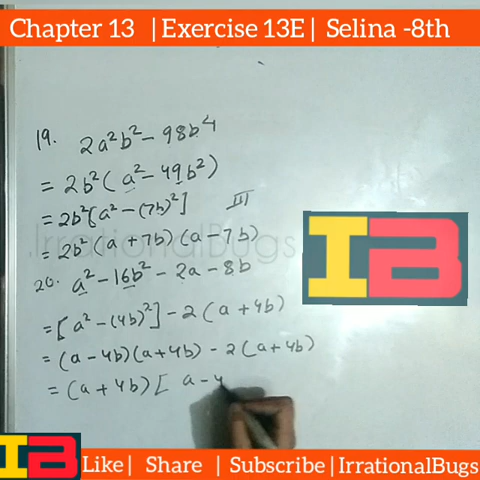 Chapter 13 | Exercise 13E | Selina -8th
19. 2a²b² - 98b⁴
= 2b² (a² - 49b²)
= 2b² [a² - (7b)²] III
= 2b² (a + 7b) (a - 7b)
IrrationalBugs
20. a² - 16b² - 2a - 8b
= [a² - (4b)²] - 2 (a + 4b)
= (a - 4b) (a + 4b) - 2 (a + 4b)
= (a + 4b) [ a - 4
IB
IB Like | Share | Subscribe | IrrationalBugs